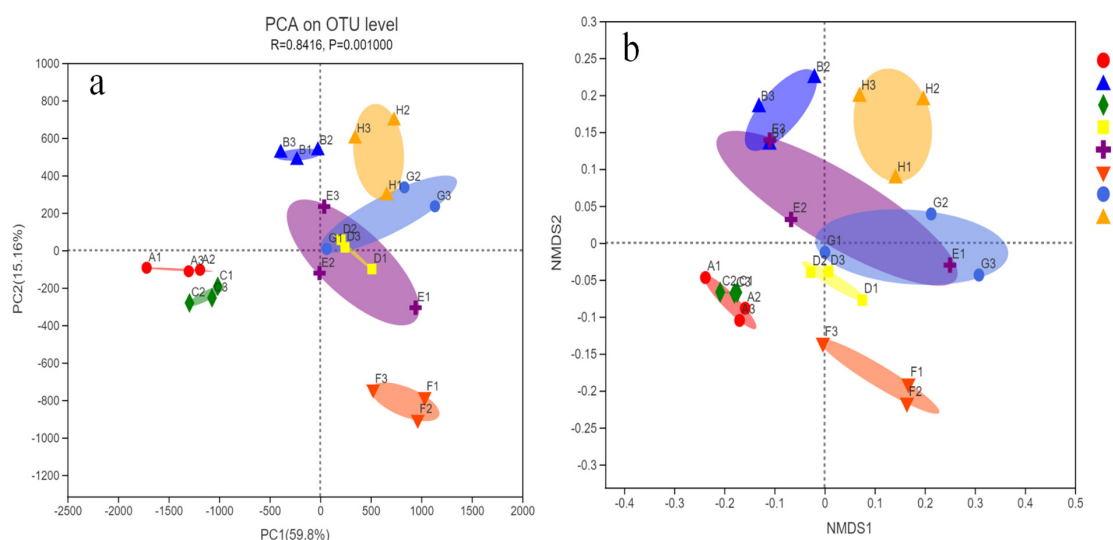 PCA on OTU level
R=0.8416, P=0.001000
a
1000
800
600
400
200
0
-200
-400
-600
-800
-1000
-1200
PC2(15.16%)
-2500
-2000
-1500
-1000
-500
0
500
1000
1500
2000
PC1(59.8%)
H2
H3
B3
B1
B2
H1
G2
G3
E3
D2
D3
G1
D1
A1
A3
A2
E2
C1
C2
C3
E1
F3
F1
F2
b
0.3
0.25
0.2
0.15
0.1
0.05
0
-0.05
-0.1
-0.15
-0.2
-0.25
-0.3
NMDS2
-0.4
-0.3
-0.2
-0.1
0
0.1
0.2
0.3
0.4
0.5
NMDS1
B2
B3
H3
H2
E3
B1
H1
E2
G2
G1
E1
G3
D2
D3
D1
A1
C2
C1
A2
A3
F3
F1
F2